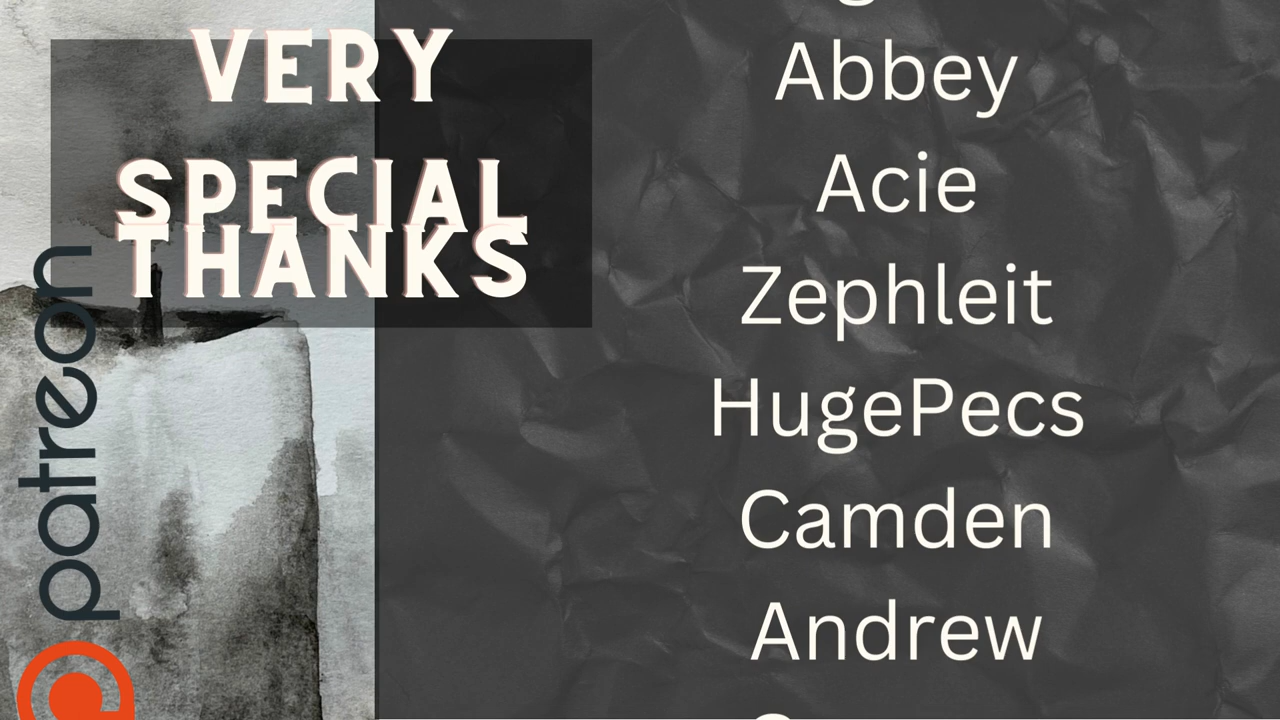 VERY
SPECIAL
THANKS
patreon
Abbey
Acie
Zephleit
HugePecs
Camden
Andrew